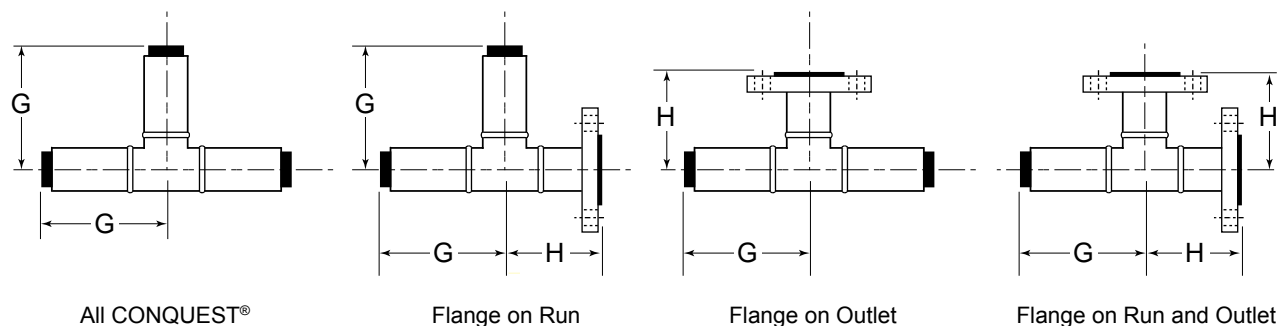 G
G
All CONQUEST®
G
G
H
Flange on Run
H
G
Flange on Outlet
H
G
H
Flange on Run and Outlet